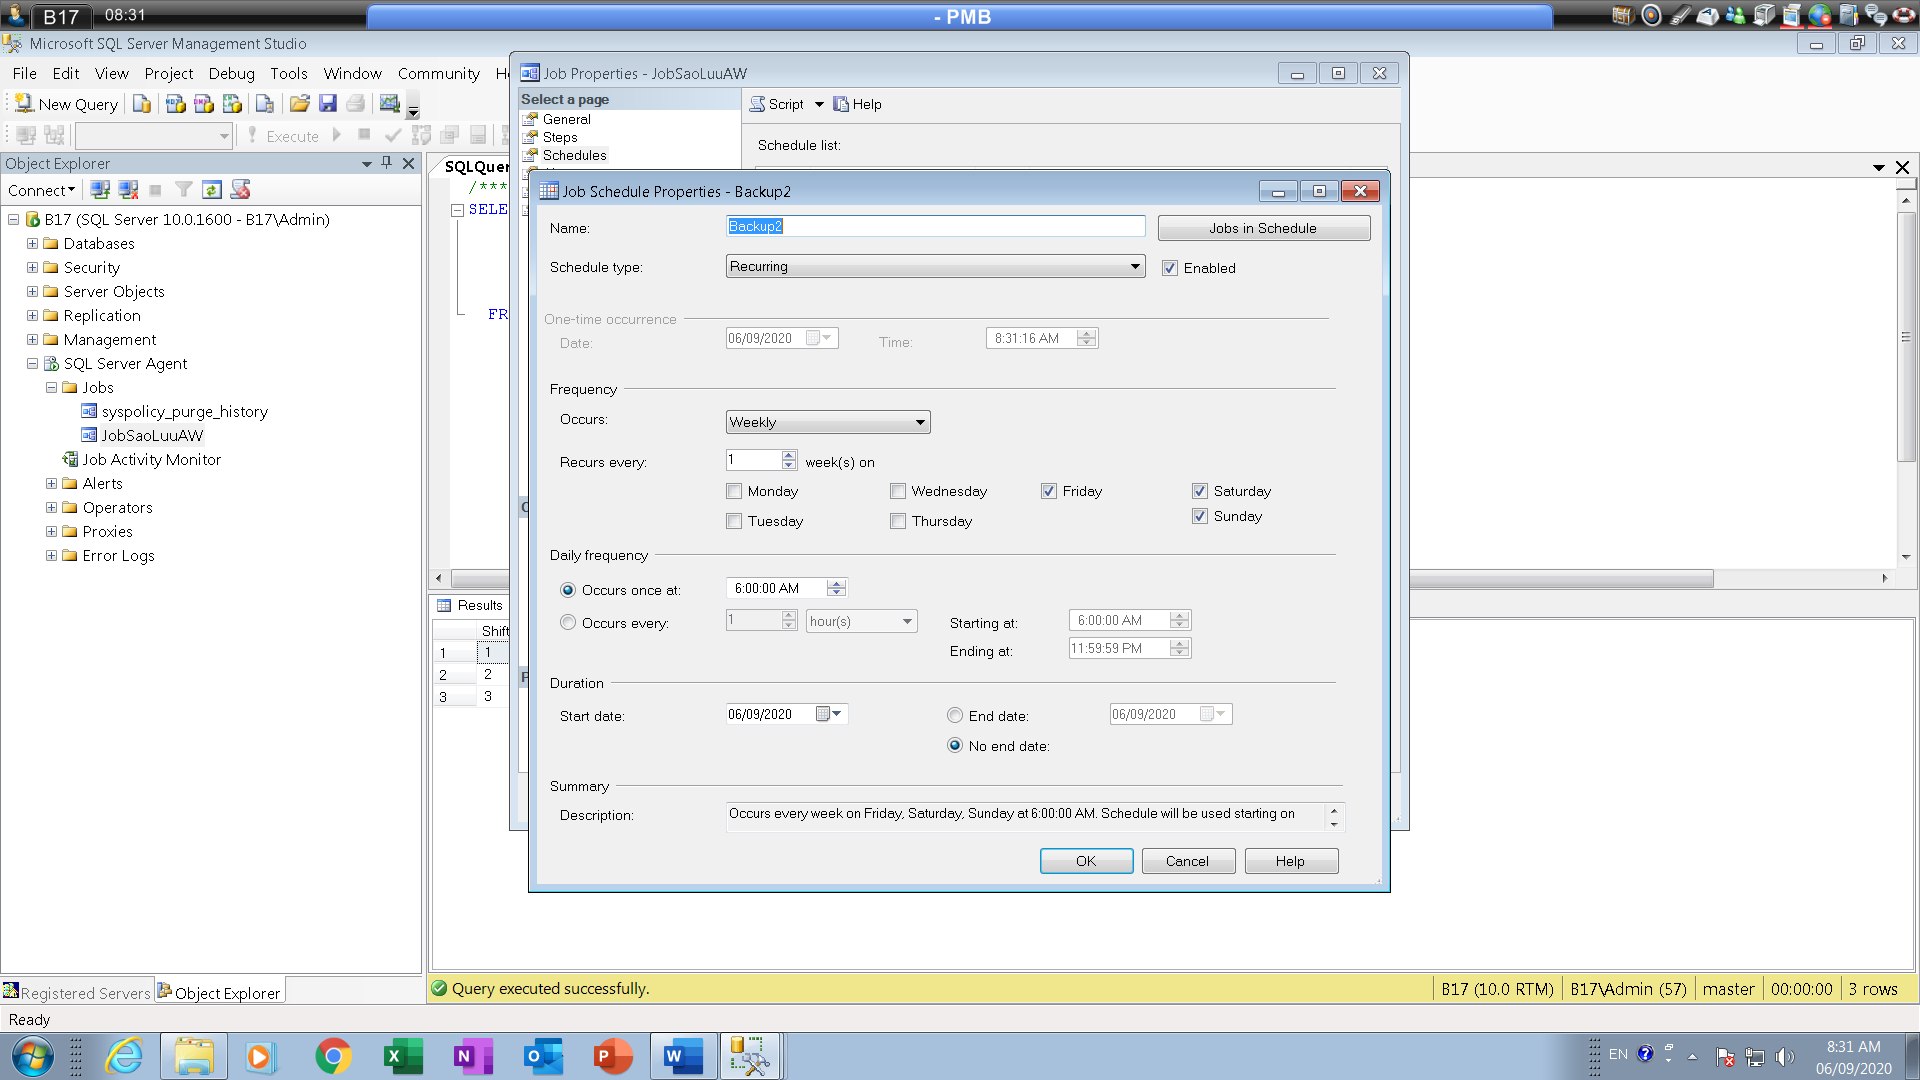 B17
08:31
- PMB
Microsoft SQL Server Management Studio
File Edit View Project Debug Tools Window Community
New Query
Execute
Object Explorer
Connect
B17 (SQL Server 10.0.1600 - B17\Admin)
Databases
Security
Server Objects
Replication
Management
SQL Server Agent
Jobs
syspolicy_purge_history
JobSaoLuuAW
Job Activity Monitor
Alerts
Operators
Proxies
Error Logs
Registered Servers
Object Explorer
SQLQuer
/***
SELE
FR
Results
Shift
1 1
2 2
3 3
Job Properties - JobSaoLuuAW
Select a page
General
Steps
Schedules
Script
Help
Schedule list:
Job Schedule Properties - Backup2
Name:
Backup2
Jobs in Schedule
Schedule type:
Recurring
Enabled
One-time occurrence
Date:
06/09/2020
Time:
8:31:16 AM
Frequency
Occurs:
Weekly
Recurs every:
1
week(s) on
Monday
Wednesday
Friday
Saturday
Tuesday
Thursday
Sunday
Daily frequency
Occurs once at:
6:00:00 AM
Occurs every:
1
hour(s)
Starting at:
6:00:00 AM
Ending at:
11:59:59 PM
Duration
Start date:
06/09/2020
End date:
06/09/2020
No end date:
Summary
Description:
Occurs every week on Friday, Saturday, Sunday at 6:00:00 AM. Schedule will be used starting on
OK
Cancel
Help
Query executed successfully.
B17 (10.0 RTM)
B17\Admin (57)
master
00:00:00
3 rows
Ready
EN
8:31 AM
06/09/2020